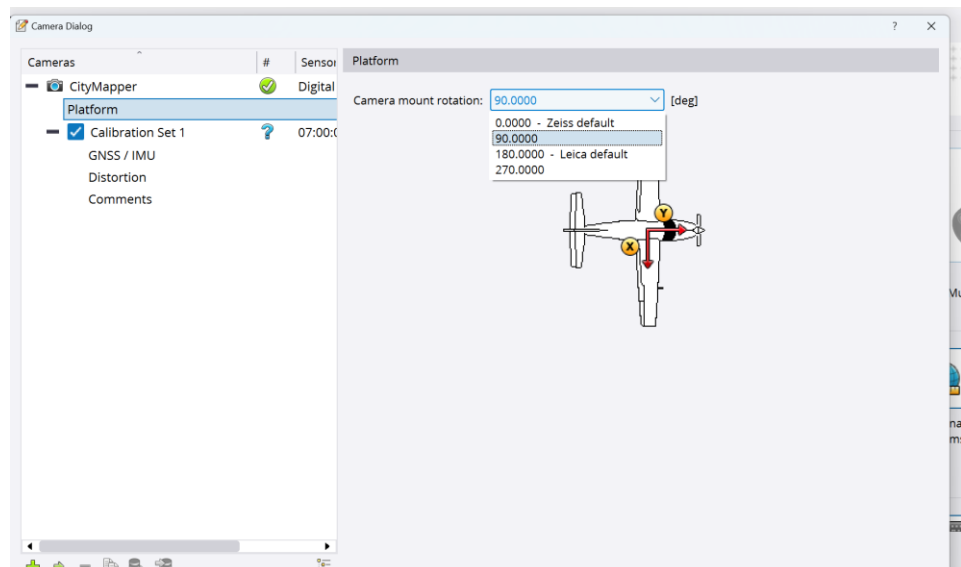 Camera Dialog ? ×
Cameras # Sensor Platform
CityMapper Digital
Platform
Camera mount rotation: 90.0000 [deg]
0.0000 - Zeiss default
Calibration Set 1 ? 07:00:0
90.0000
GNSS / IMU
180.0000 - Leica default
Distortion
270.0000
Comments
Y
X